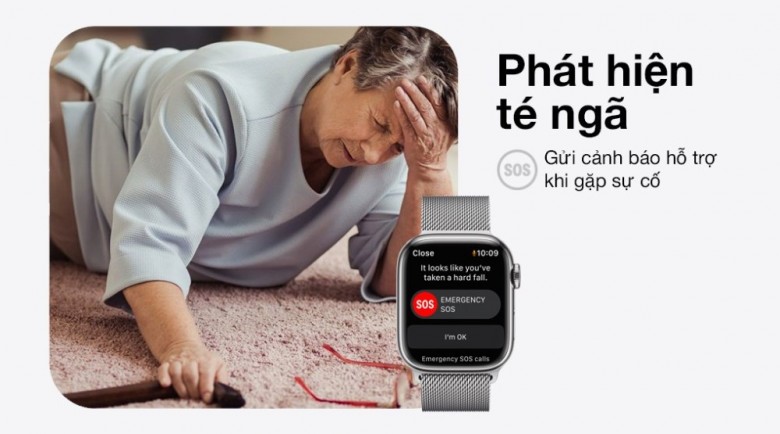 Phát hiện
té ngã
SOS
Gửi cảnh báo hỗ trợ
khi gặp sự cố
Close 10:09
It looks like you've
taken a hard fall.
SOS EMERGENCY
SOS
I'm OK
Emergency SOS calls